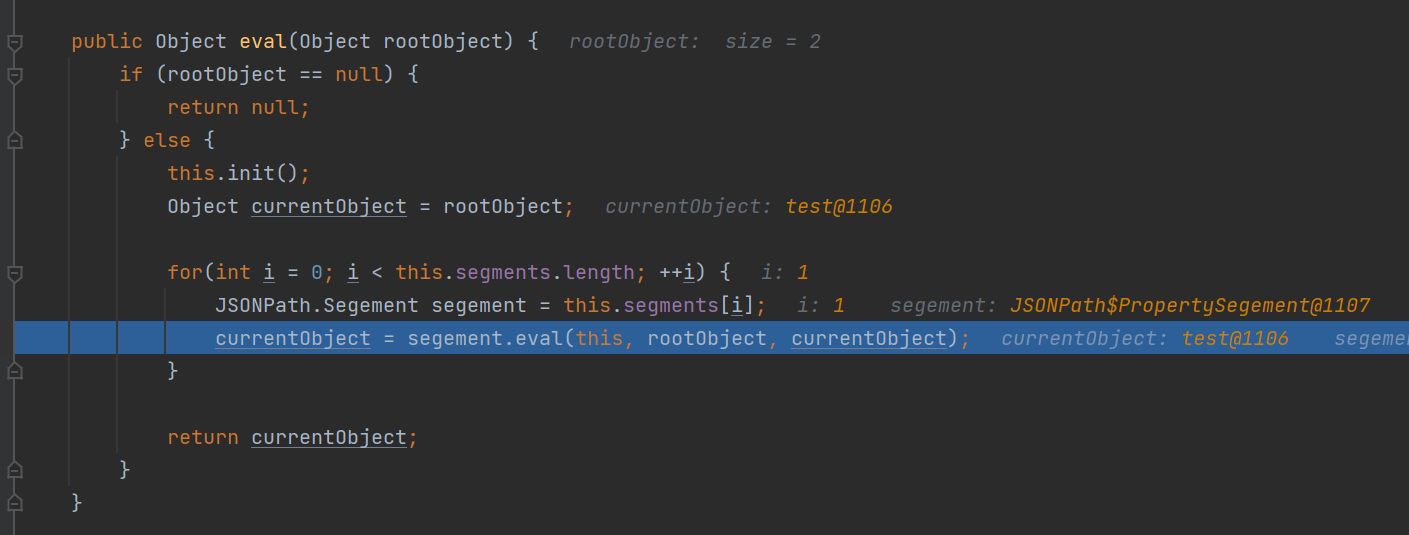 public Object eval(Object rootObject) {  rootObject:  size = 2
    if (rootObject == null) {
        return null;
    } else {
        this.init();
        Object currentObject = rootObject;  currentObject: test@1106
        for(int i = 0; i < this.segments.length; ++i) {  i: 1
            JSONPath.Segement segement = this.segments[i];  i: 1  segement: JSONPath$PropertySegement@1107
            currentObject = segement.eval(this, rootObject, currentObject);  currentObject: test@1106  segeme
        }
        return currentObject;
    }
}